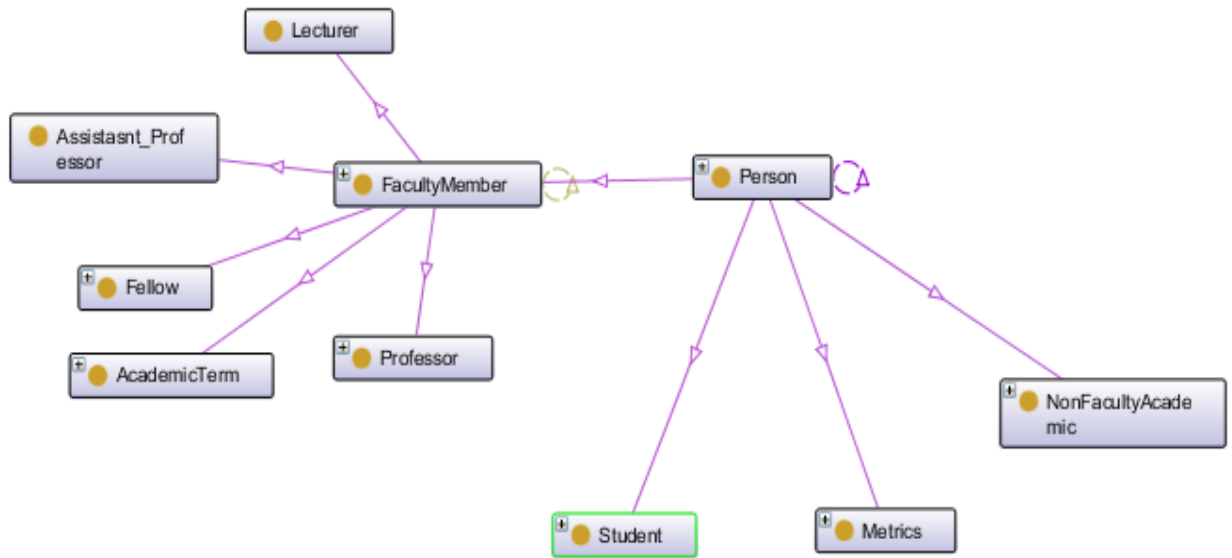 Lecturer
Assistasnt_Prof
essor
FacultyMember
Person
Fellow
AcademicTerm
Professor
NonFacultyAcade
mic
Student
Metrics